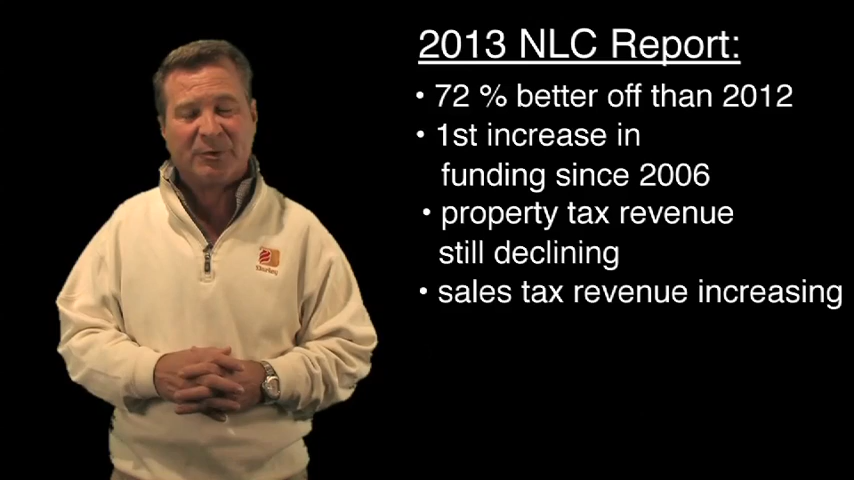 2013 NLC Report:
• 72 % better off than 2012
• 1st increase in
funding since 2006
• property tax revenue
still declining
• sales tax revenue increasing
Darley